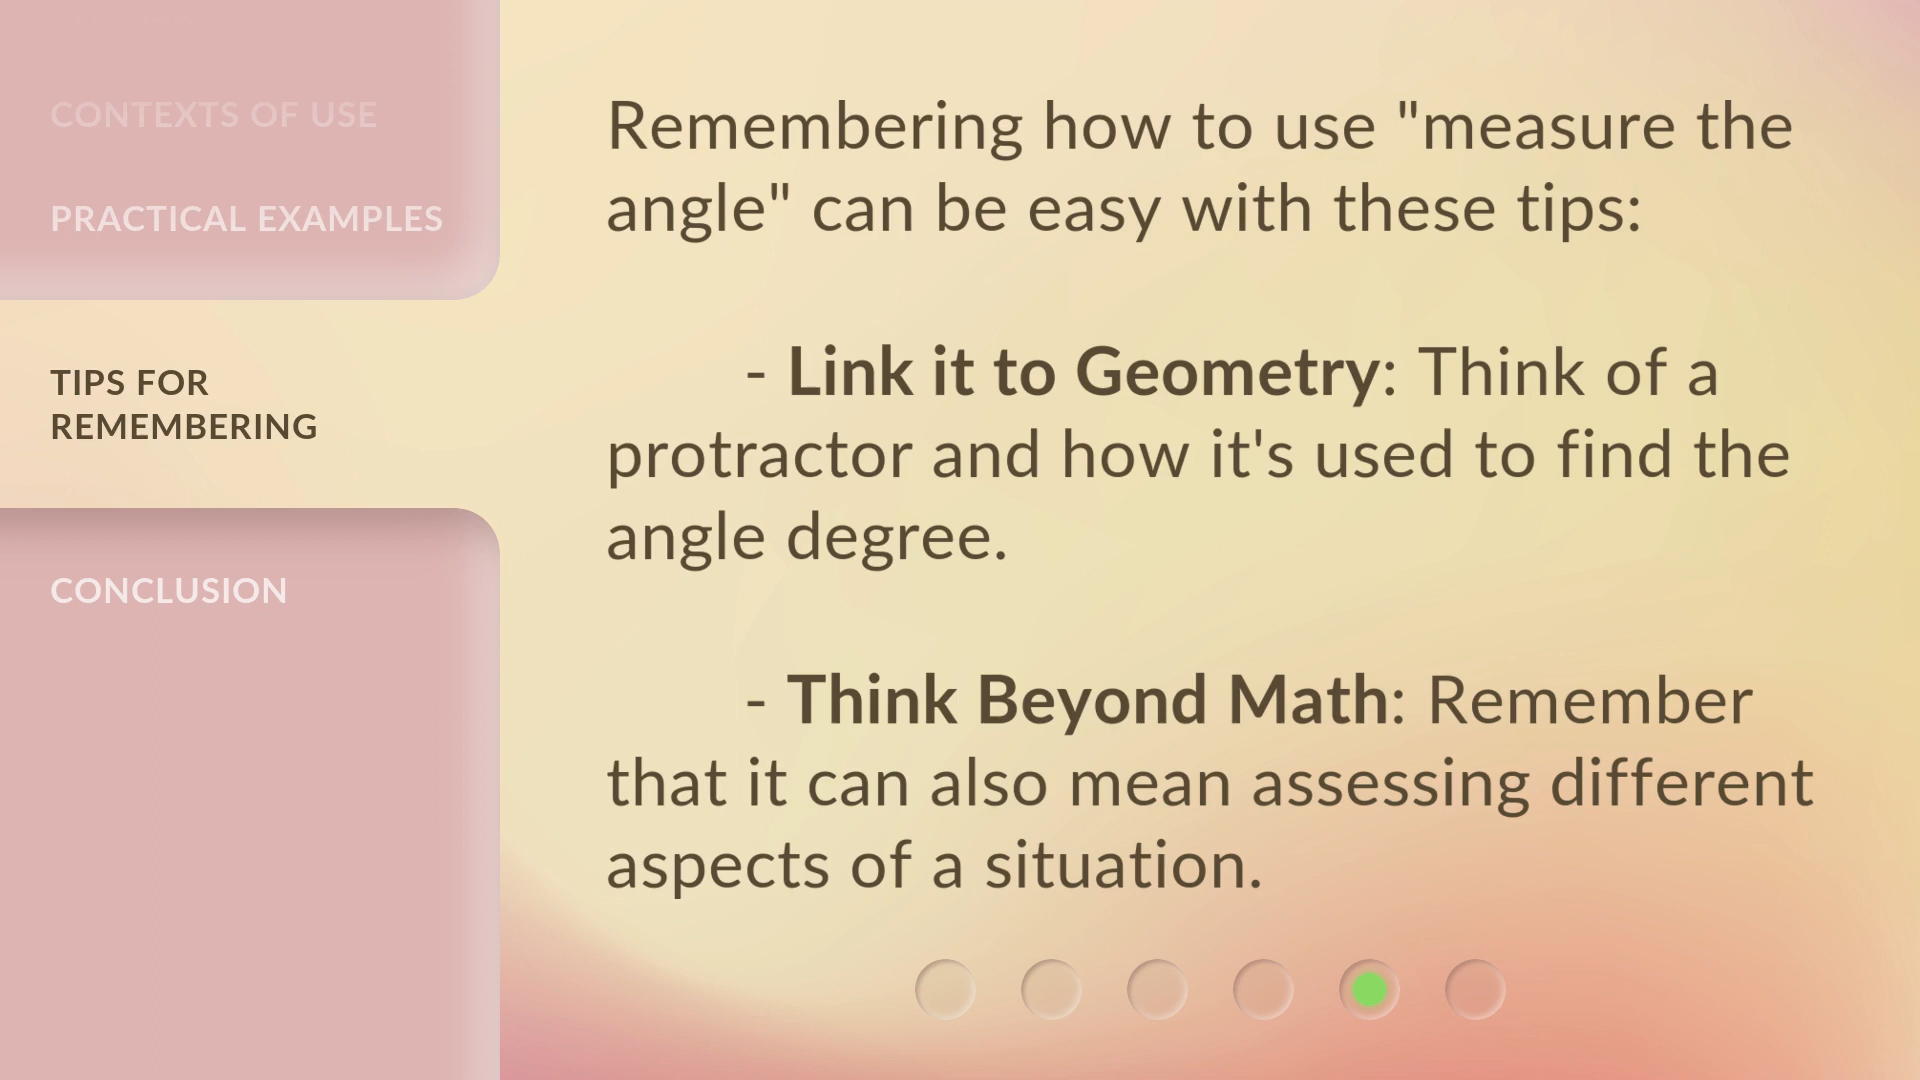 CONTEXTS OF USE
PRACTICAL EXAMPLES
TIPS FOR
REMEMBERING
CONCLUSION
Remembering how to use "measure the
angle" can be easy with these tips:
- Link it to Geometry: Think of a
protractor and how it's used to find the
angle degree.
- Think Beyond Math: Remember
that it can also mean assessing different
aspects of a situation.